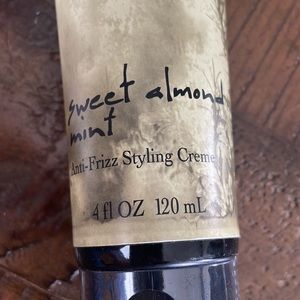 sweet almond
mint
Anti-Frizz Styling Creme
4 fl OZ 120 mL